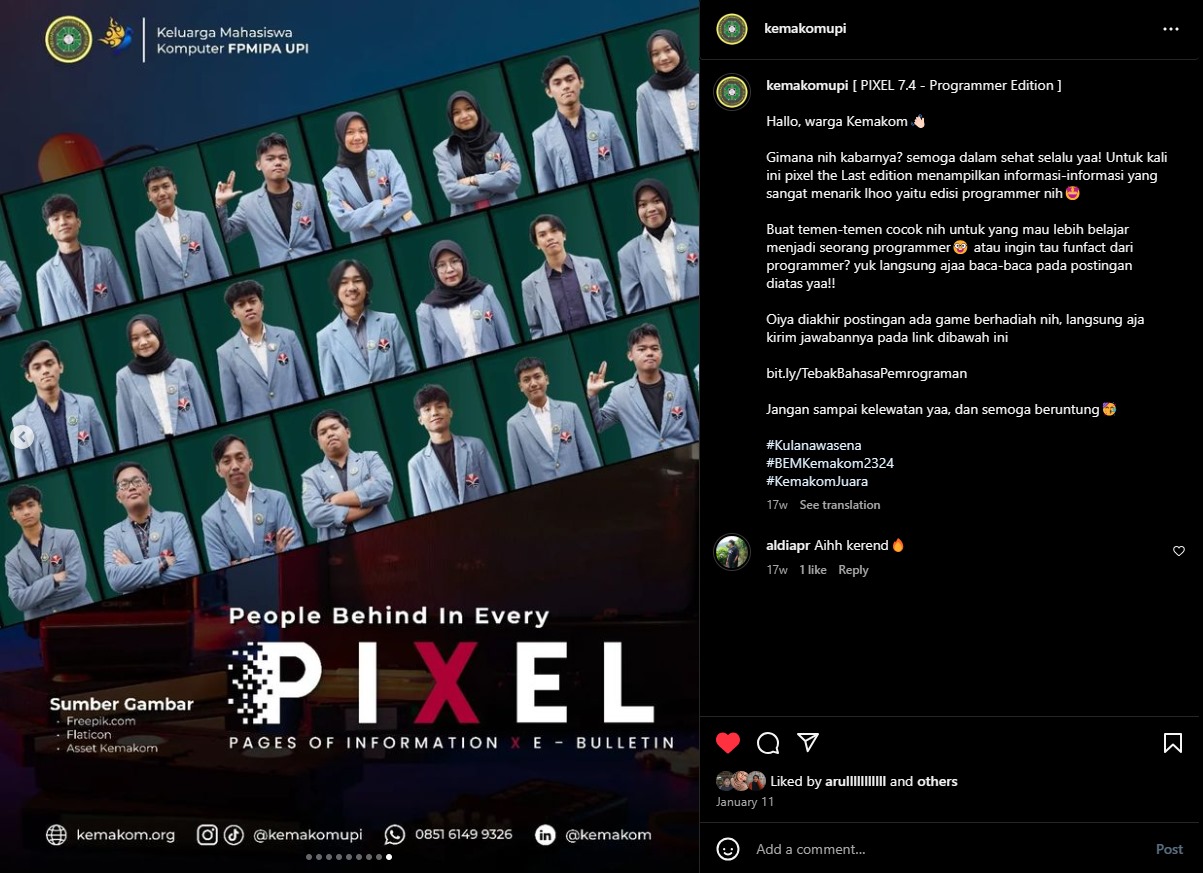 Keluarga Mahasiswa
Komputer FPMIPA UPI
People Behind In Every
PIXEL
PAGES OF INFORMATION X E - BULLETIN
Sumber Gambar
- Freepik.com
- Flaticon
- Asset Kemakom
kemakom.org
@kemakomupi
0851 6149 9326
in
@kemakom
kemakomupi
kemakomupi [ PIXEL 7.4 - Programmer Edition ]
Hallo, warga Kemakom 👋🏻
Gimana nih kabarnya? semoga dalam sehat selalu yaa! Untuk kali
ini pixel the Last edition menampilkan informasi-informasi yang
sangat menarik lhoo yaitu edisi programmer nih🤩
Buat temen-temen cocok nih untuk yang mau lebih belajar
menjadi seorang programmer🤪 atau ingin tau funfact dari
programmer? yuk langsung ajaa baca-baca pada postingan
diatas yaa!!
Oiya diakhir postingan ada game berhadiah nih, langsung aja
kirim jawabannya pada link dibawah ini
bit.ly/TebakBahasaPemrograman
Jangan sampai kelewatan yaa, dan semoga beruntung🥳
#Kulanawasena
#BEMKemakom2324
#KemakomJuara
17w See translation
aldiapr Aihh kerend🔥
17w 1 like Reply
Liked by arullllllllllll and others
January 11
Add a comment...
Post